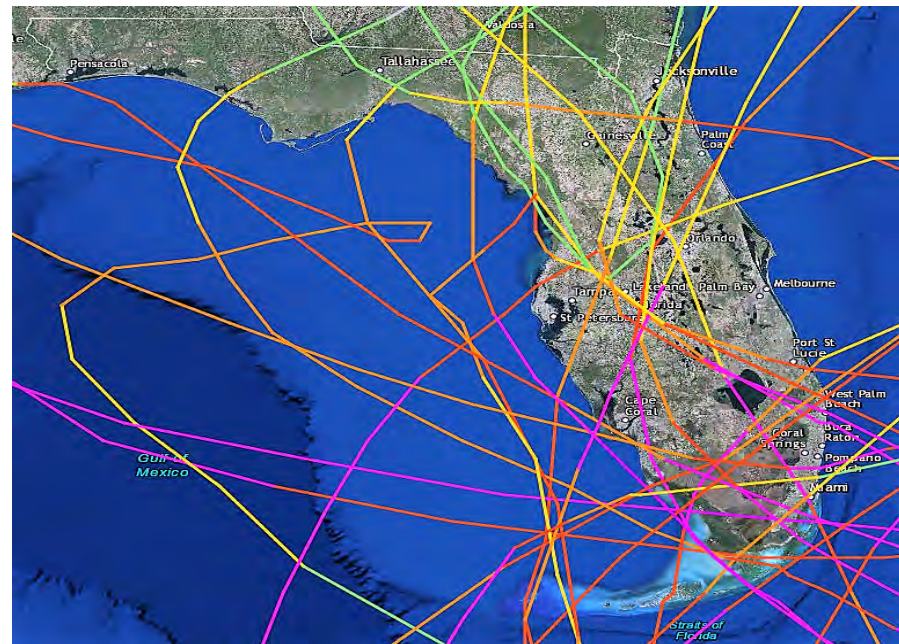 Valdosta
Pensacola
Tallahassee
Jacksonville
Gainesville
Palm
Coast
Orlando
Lakeland
Palm Bay
Melbourne
Tampa
Florida
St Petersburg
Port St
Lucie
West Palm
Beach
Cape
Coral
Boca
Raton
Coral
Springs
Pompano
Beach
Gulf of
Mexico
Miami
Straits of
Florida